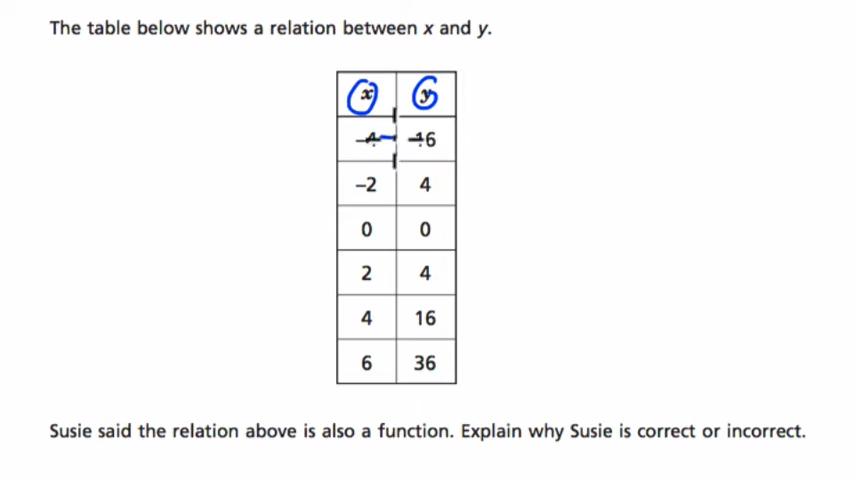 The table below shows a relation between x and y.
x y
–4 16
–2 4
0 0
2 4
4 16
6 36
Susie said the relation above is also a function. Explain why Susie is correct or incorrect.